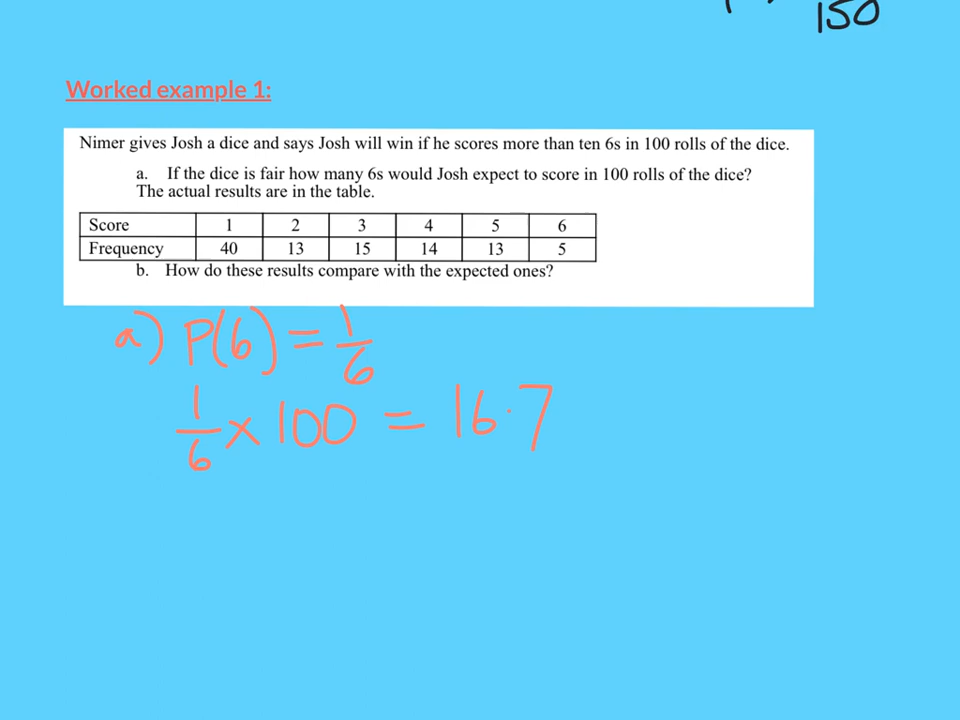 150
Worked example 1:
Nimer gives Josh a dice and says Josh will win if he scores more than ten 6s in 100 rolls of the dice.
a. If the dice is fair how many 6s would Josh expect to score in 100 rolls of the dice?
The actual results are in the table.
Score 1 2 3 4 5 6
Frequency 40 13 15 14 13 5
b. How do these results compare with the expected ones?
a) P(6) = 1/6
1/6 × 100 = 16·7